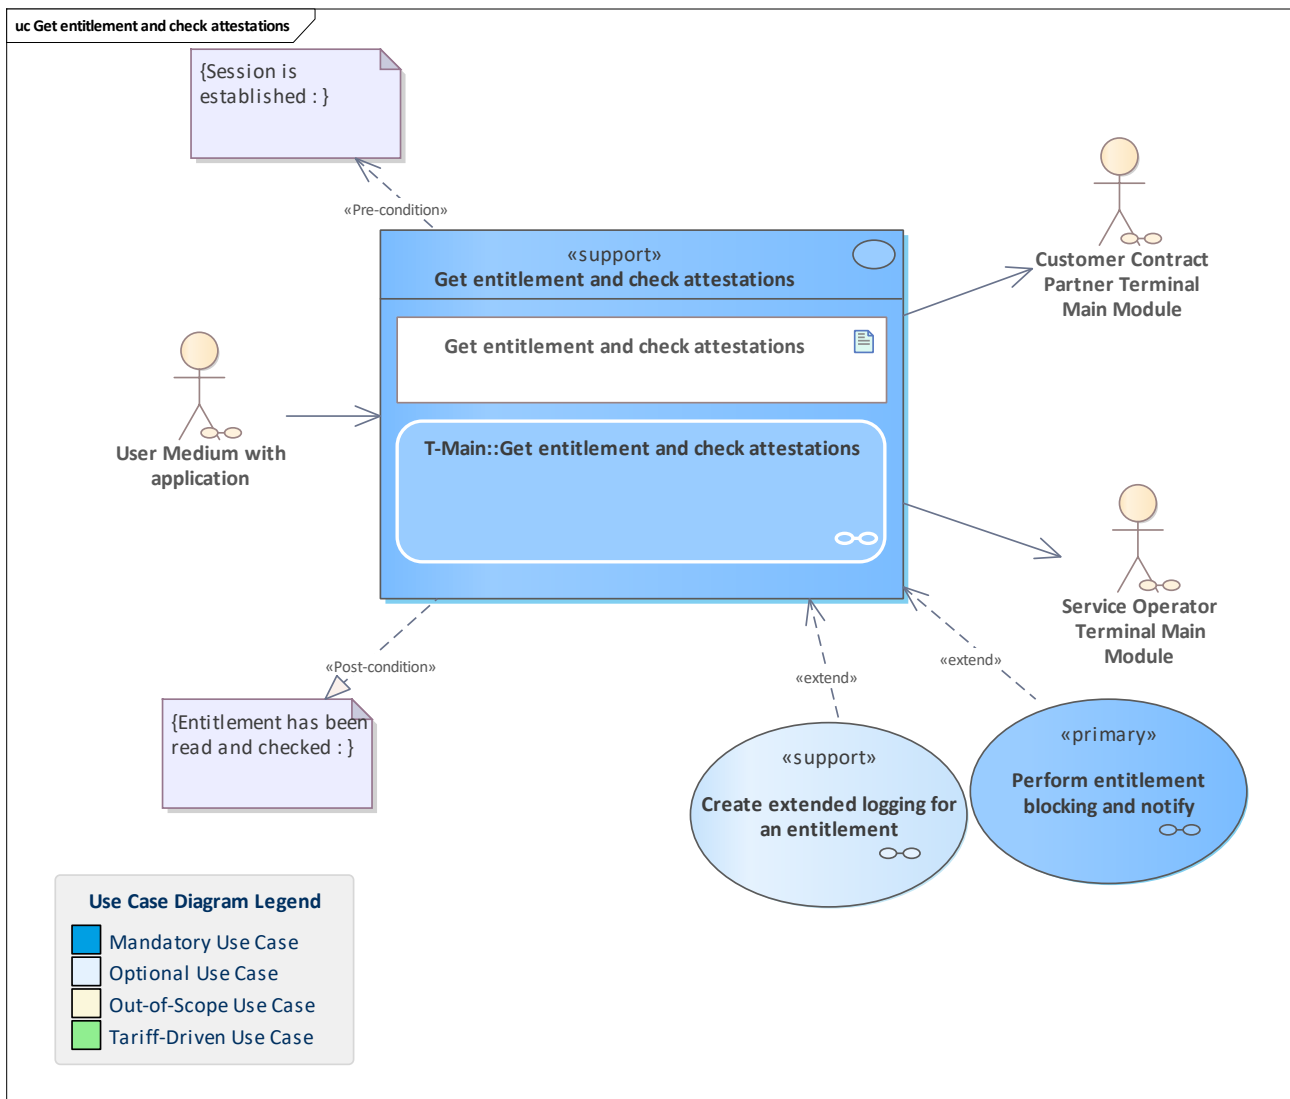 uc Get entitlement and check attestations
{Session is
established : }
«Pre-condition»
«support»
Get entitlement and check attestations
Get entitlement and check attestations
T-Main::Get entitlement and check attestations
User Medium with
application
Customer Contract
Partner Terminal
Main Module
Service Operator
Terminal Main
Module
«Post-condition»
{Entitlement has been
read and checked : }
«extend»
«extend»
«support»
Create extended logging for
an entitlement
«primary»
Perform entitlement
blocking and notify
Use Case Diagram Legend
Mandatory Use Case
Optional Use Case
Out-of-Scope Use Case
Tariff-Driven Use Case